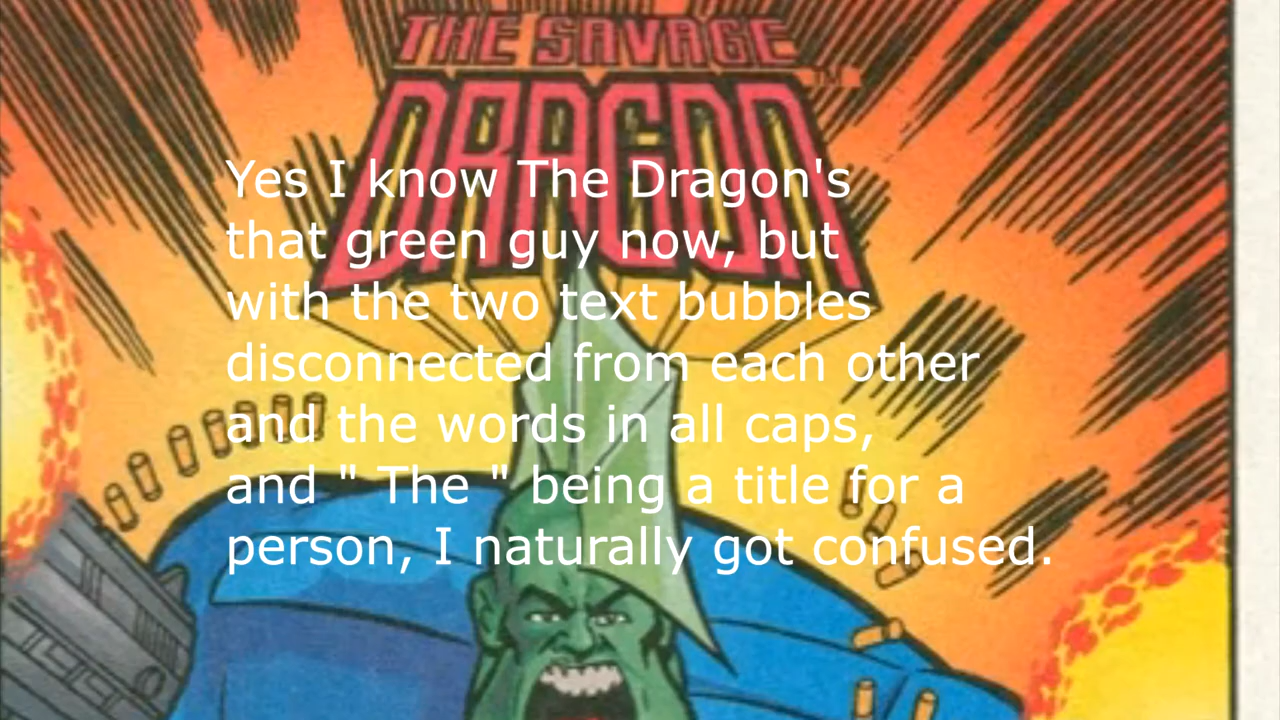 THE SAVAGE
DRAGON™
Yes I know The Dragon's
that green guy now, but
with the two text bubbles
disconnected from each other
and the words in all caps,
and " The " being a title for a
person, I naturally got confused.